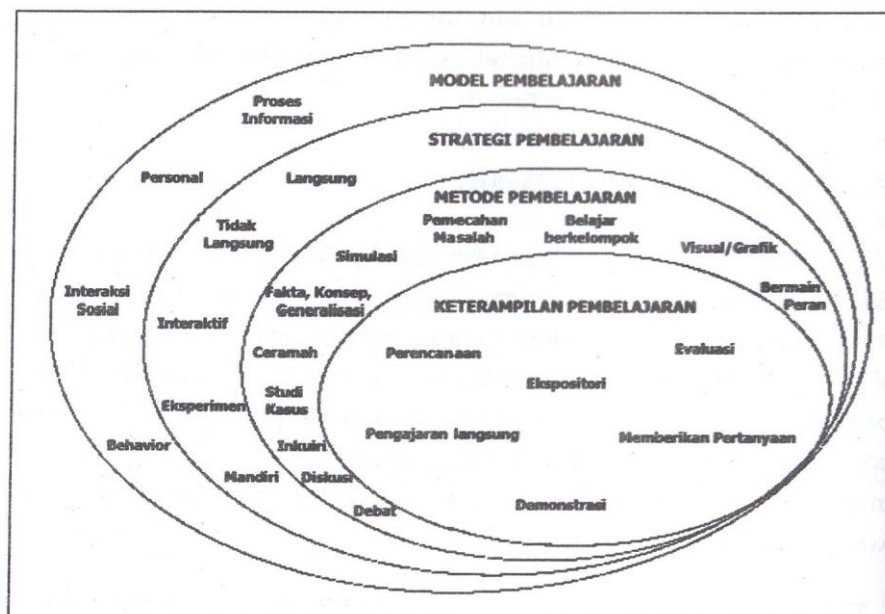 MODEL PEMBELAJARAN
Proses
Informasi
Personal
Interaksi
Sosial
Behavior
STRATEGI PEMBELAJARAN
Langsung
Tidak
Langsung
Interaktif
Eksperimen
Mandiri
METODE PEMBELAJARAN
Pemecahan
Masalah
Belajar
berkelompok
Visual/Grafik
Bermain
Peran
Simulasi
Fakta, Konsep,
Generalisasi
Ceramah
Studi
Kasus
Inkuiri
Diskusi
Debat
KETERAMPILAN PEMBELAJARAN
Perencanaan
Evaluasi
Ekspositori
Pengajaran langsung
Memberikan Pertanyaan
Demonstrasi